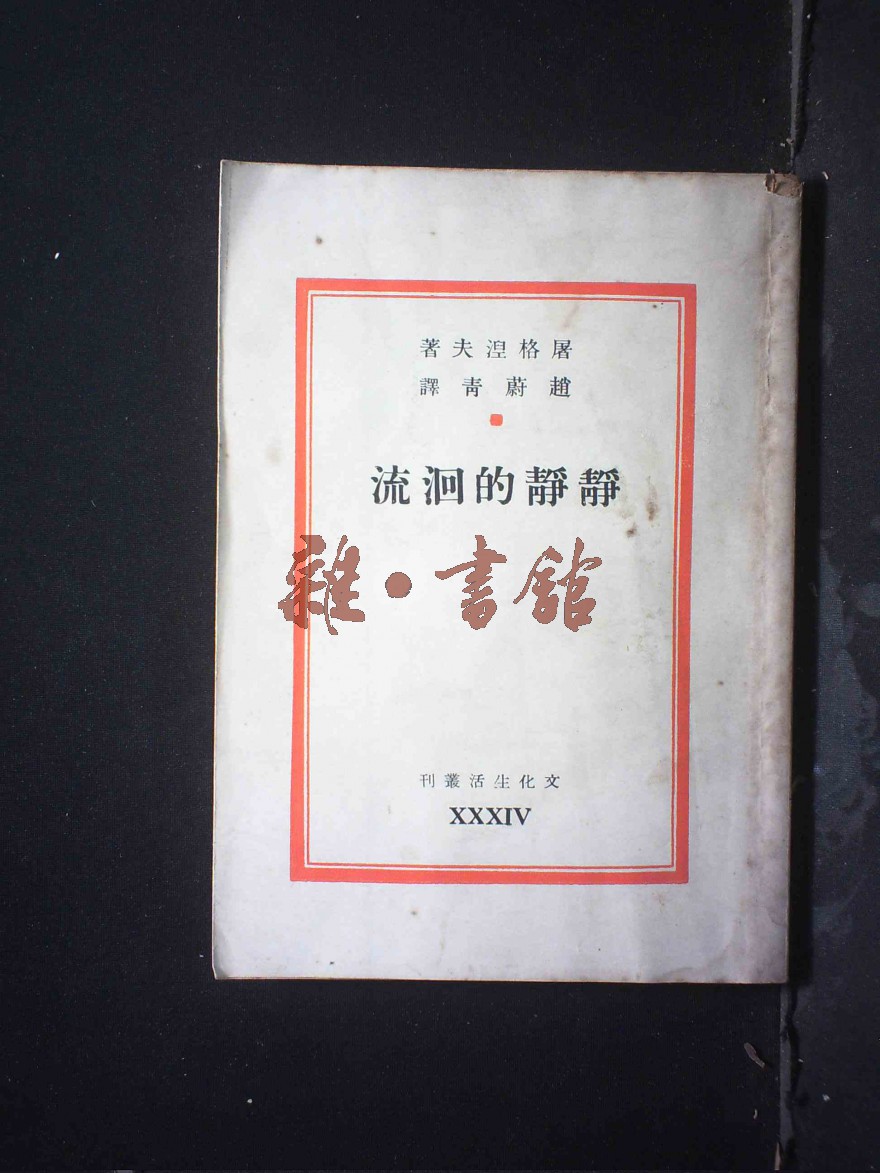 屠格涅夫著
趙蔚青譯
靜靜的洄流
雜·書館
文化生活叢刊
XXXIV